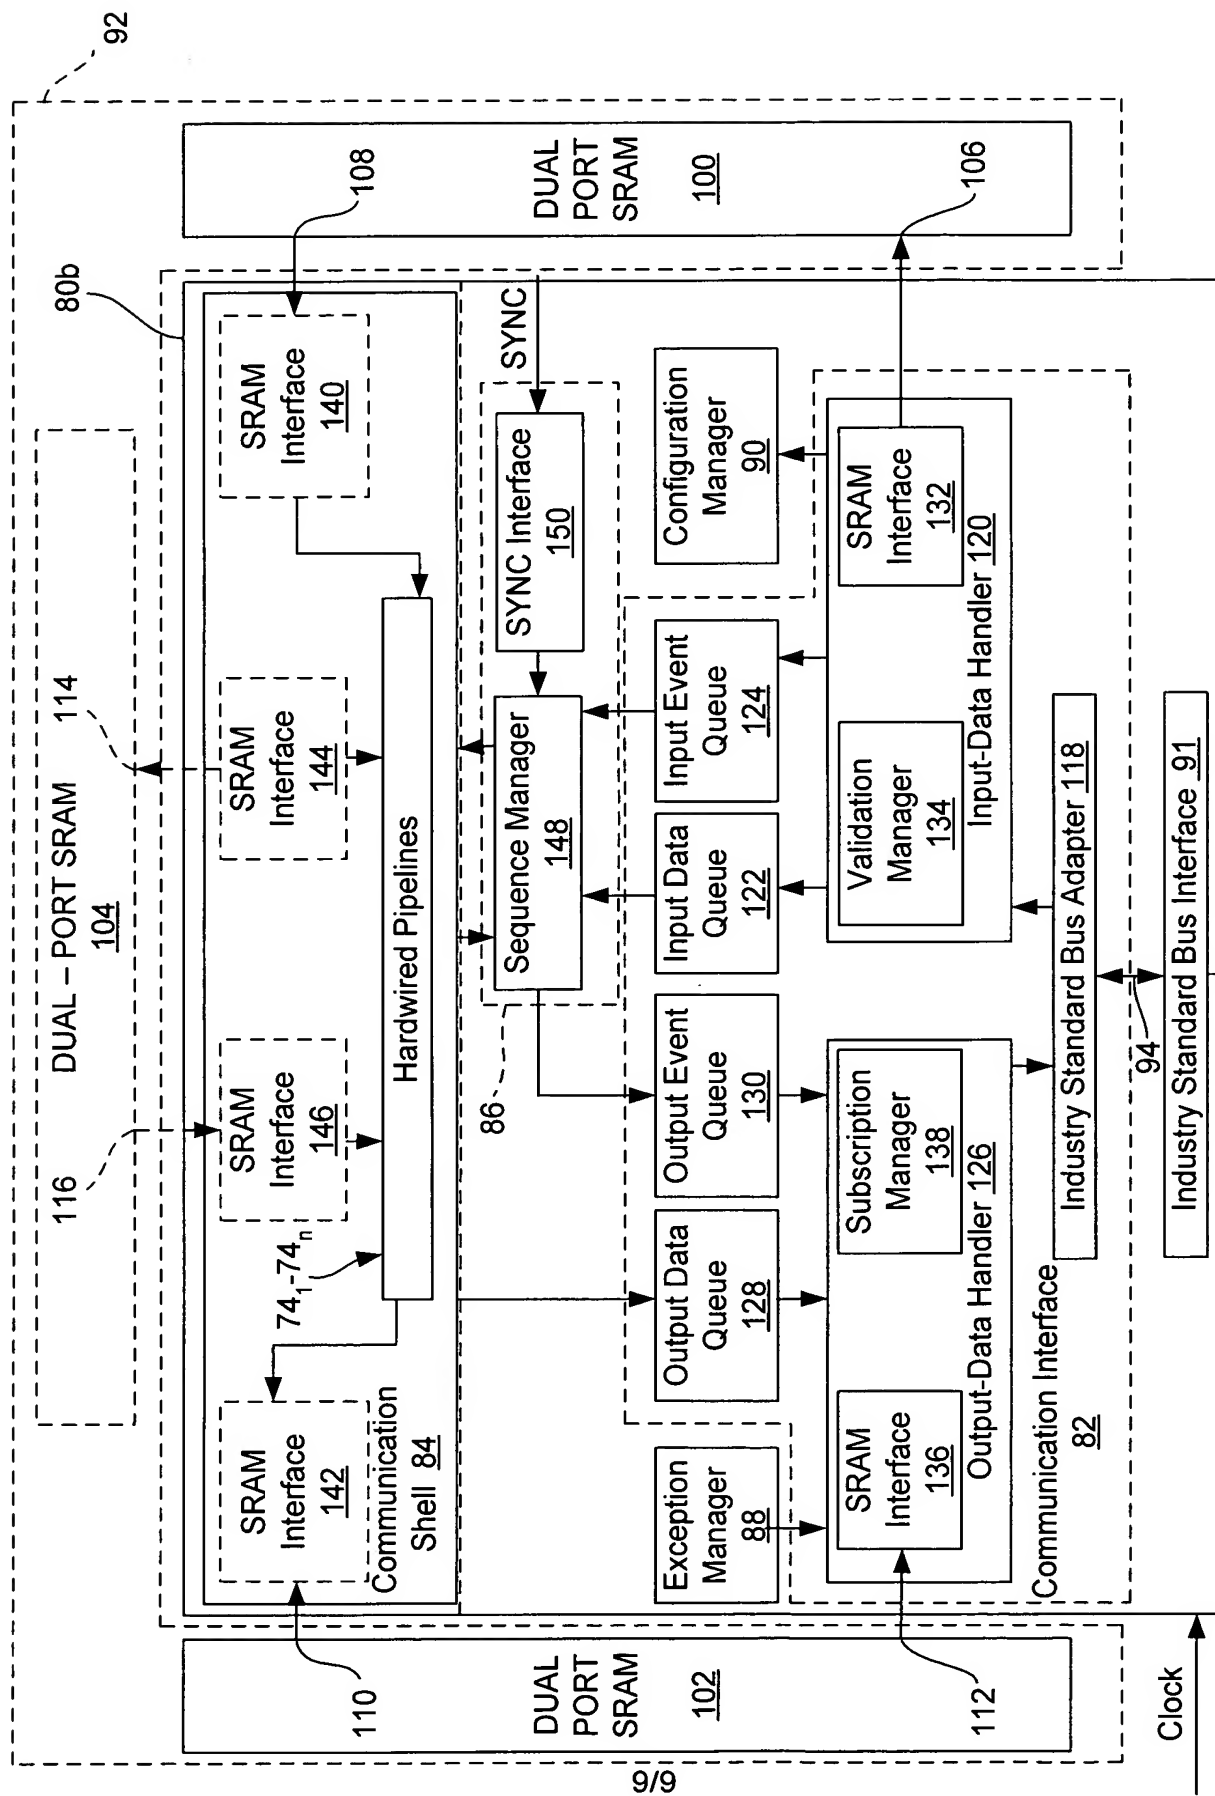 92
80b
DUAL – PORT SRAM
104
116
114
SRAM
Interface
142
SRAM
Interface
146
SRAM
Interface
144
SRAM
Interface
140
74₁-74ₙ
Hardwired Pipelines
Communication
Shell 84
110
108
DUAL
PORT
SRAM
102
DUAL
PORT
SRAM
100
86
Sequence Manager
148
SYNC Interface
150
SYNC
Exception
Manager
88
Output Data
Queue
128
Output Event
Queue
130
Input Data
Queue
122
Input Event
Queue
124
Configuration
Manager
90
SRAM
Interface
136
Subscription
Manager
138
Output-Data Handler 126
Validation
Manager
134
SRAM
Interface
132
Input-Data Handler 120
112
106
Communication Interface
82
Industry Standard Bus Adapter 118
94
Industry Standard Bus Interface 91
Clock
9/9